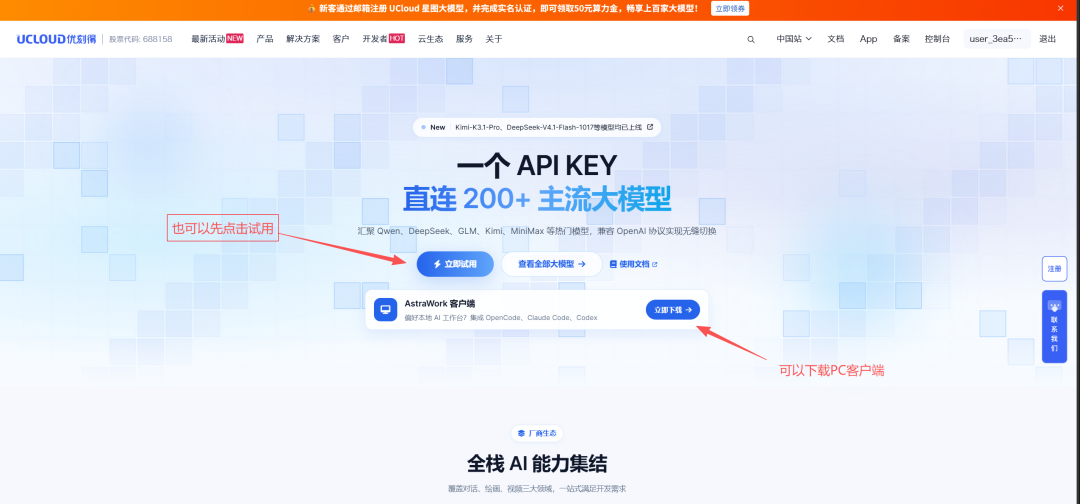 新客通过邮箱注册 UCloud 星图大模型，并完成实名认证，即可领取50元算力金，畅享上百家大模型！ 立即领券
UCLOUD优刻得 股票代码: 688158 最新活动 NEW 产品 解决方案 客户 开发者 HOT 云生态 服务 关于 中国站 文档 App 备案 控制台 user_3ea5··· 退出
New Kimi-K3.1-Pro、DeepSeek-V4.1-Flash-1017等模型均已上线
一个 API KEY
直连 200+ 主流大模型
也可以先点击试用
汇聚 Qwen、DeepSeek、GLM、Kimi、MiniMax 等热门模型，兼容 OpenAI 协议实现无缝切换
立即试用 查看全部大模型 → 使用文档
注册
AstraWork 客户端
偏好本地 AI 工作台？集成 OpenCode、Claude Code、Codex
立即下载 →
联系我们
可以下载PC客户端
厂商生态
全栈 AI 能力集结
覆盖对话、绘画、视频三大领域，一站式满足开发需求